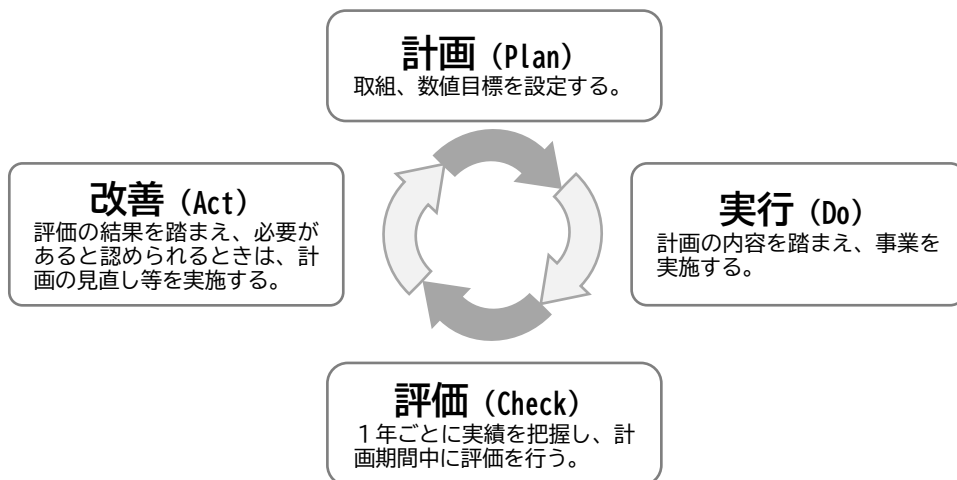 計画(Plan)
取組、数値目標を設定する。
改善(Act)
評価の結果を踏まえ、必要が
あると認められるときは、計
画の見直し等を実施する。
実行(Do)
計画の内容を踏まえ、事業を
実施する。
評価(Check)
１年ごとに実績を把握し、計
画期間中に評価を行う。